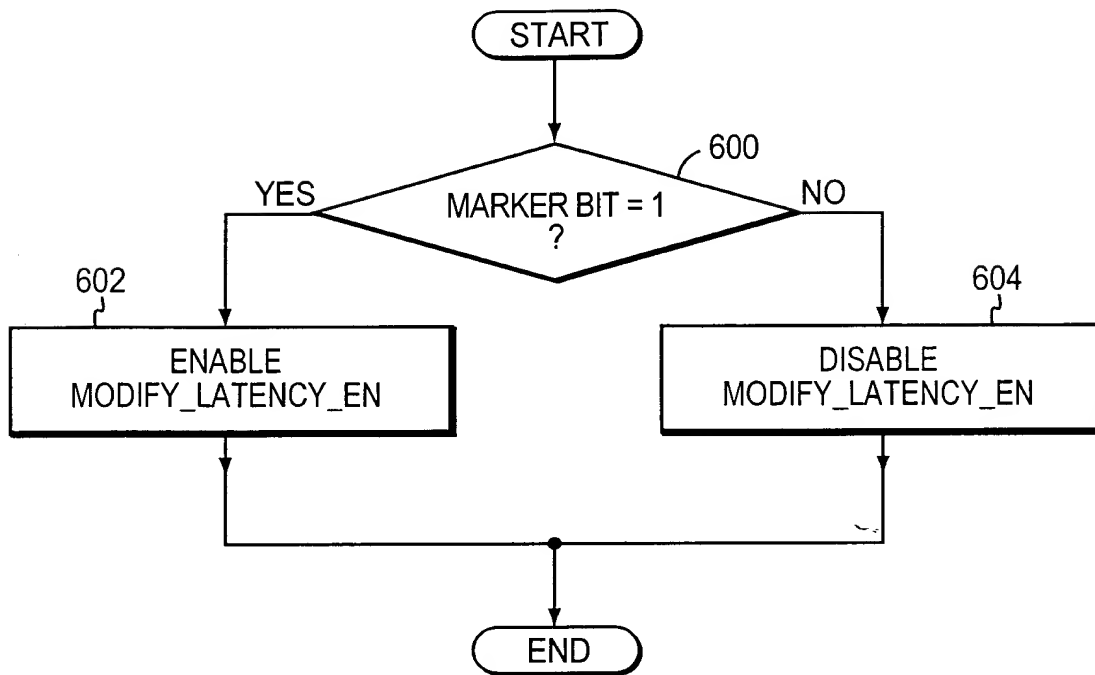 START
600
MARKER BIT = 1
?
YES
NO
602
ENABLE
MODIFY_LATENCY_EN
604
DISABLE
MODIFY_LATENCY_EN
END